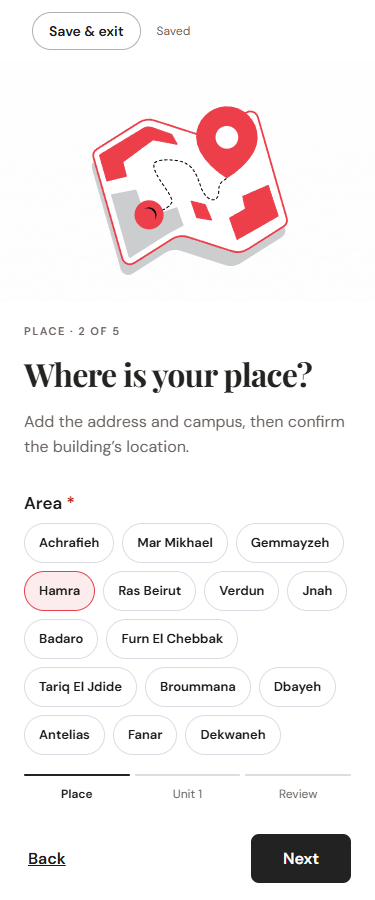 Save & exit
Saved
PLACE · 2 OF 5
Where is your place?
Add the address and campus, then confirm
the building’s location.
Area *
Achrafieh
Mar Mikhael
Gemmayzeh
Hamra
Ras Beirut
Verdun
Jnah
Badaro
Furn El Chebbak
Tariq El Jdide
Broummana
Dbayeh
Antelias
Fanar
Dekwaneh
Place
Unit 1
Review
Back
Next